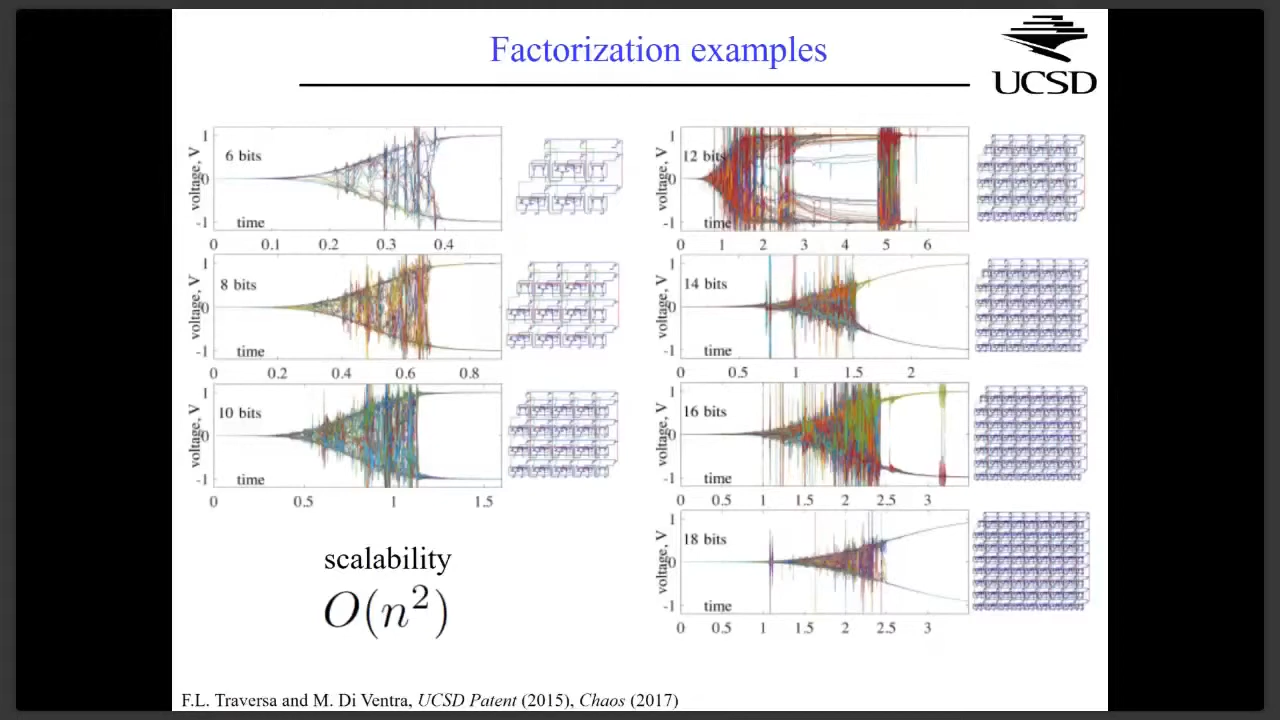 Factorization examples
UCSD
1
6 bits
voltage, V
0
-1
time
0 0.1 0.2 0.3 0.4
1
8 bits
voltage, V
0
-1
time
0 0.2 0.4 0.6 0.8
1
10 bits
voltage, V
0
-1
time
0 0.5 1 1.5
1
12 bits
voltage, V
0
-1
time
0 1 2 3 4 5 6
1
14 bits
voltage, V
0
-1
time
0 0.5 1 1.5 2
1
16 bits
voltage, V
0
-1
time
0 0.5 1 1.5 2 2.5 3
1
18 bits
voltage, V
0
-1
time
0 0.5 1 1.5 2 2.5 3
scalability
O(n²)
F.L. Traversa and M. Di Ventra, UCSD Patent (2015), Chaos (2017)